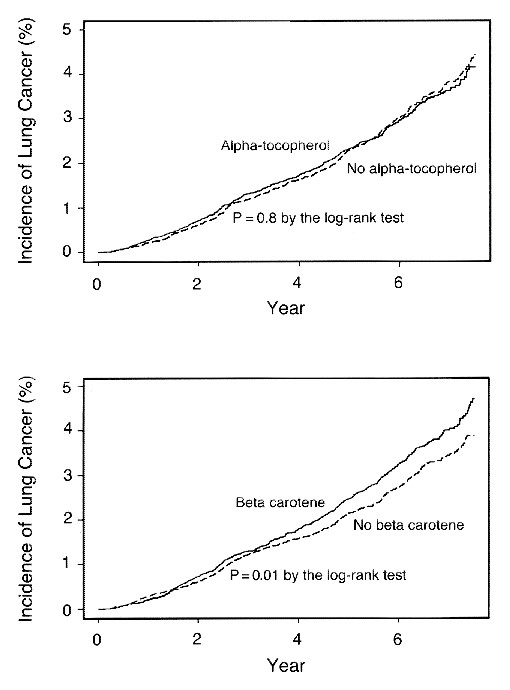 Incidence of Lung Cancer (%)
5
4
3
2
1
0
Alpha-tocopherol
No alpha-tocopherol
P = 0.8 by the log-rank test
0 2 4 6
Year
Incidence of Lung Cancer (%)
5
4
3
2
1
0
Beta carotene
No beta carotene
P = 0.01 by the log-rank test
0 2 4 6
Year